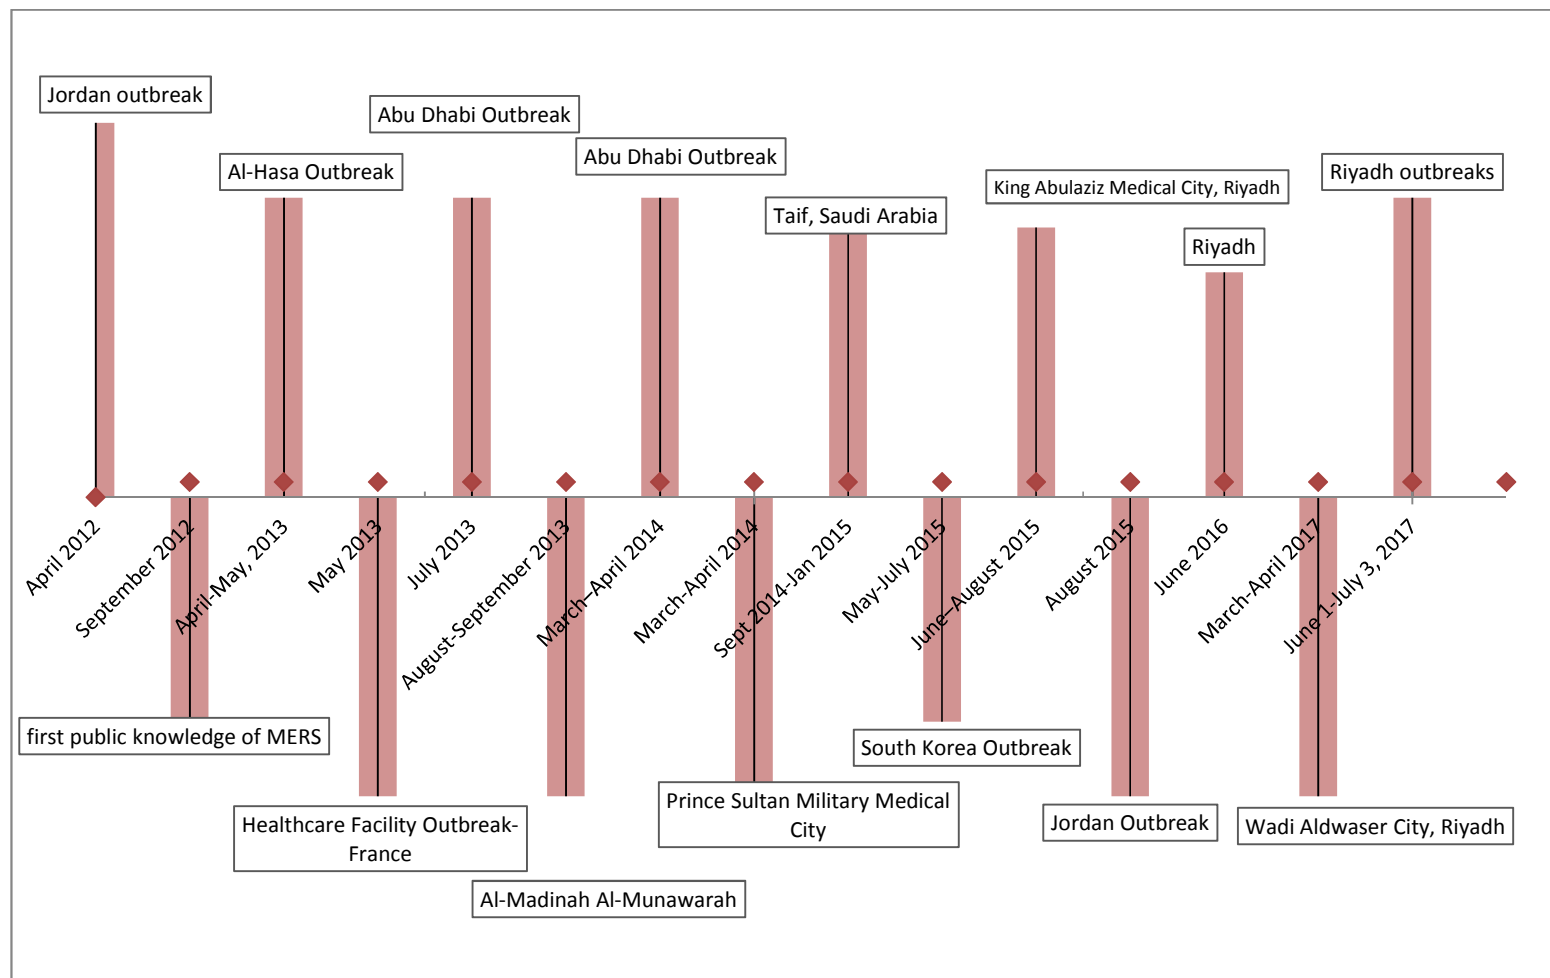 Jordan outbreak
Abu Dhabi Outbreak
Al-Hasa Outbreak
Abu Dhabi Outbreak
King Abulaziz Medical City, Riyadh
Riyadh outbreaks
Taif, Saudi Arabia
Riyadh
April 2012
September 2012
April-May, 2013
May 2013
July 2013
August-September 2013
March–April 2014
March-April 2014
Sept 2014-Jan 2015
May-July 2015
June–August 2015
August 2015
June 2016
March-April 2017
June 1-July 3, 2017
first public knowledge of MERS
South Korea Outbreak
Healthcare Facility Outbreak-
France
Prince Sultan Military Medical
City
Jordan Outbreak
Wadi Aldwaser City, Riyadh
Al-Madinah Al-Munawarah